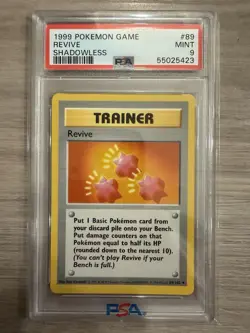 1999 POKEMON GAME #89
REVIVE MINT
SHADOWLESS 9
PSA 55025423
TRAINER
Revive
Put 1 Basic Pokémon card from your
discard pile onto your Bench. Put
damage counters on that
Pokémon equal to half its HP
(rounded down to the nearest 10).
(You can't play Revive if your
Bench is full.)
PSA